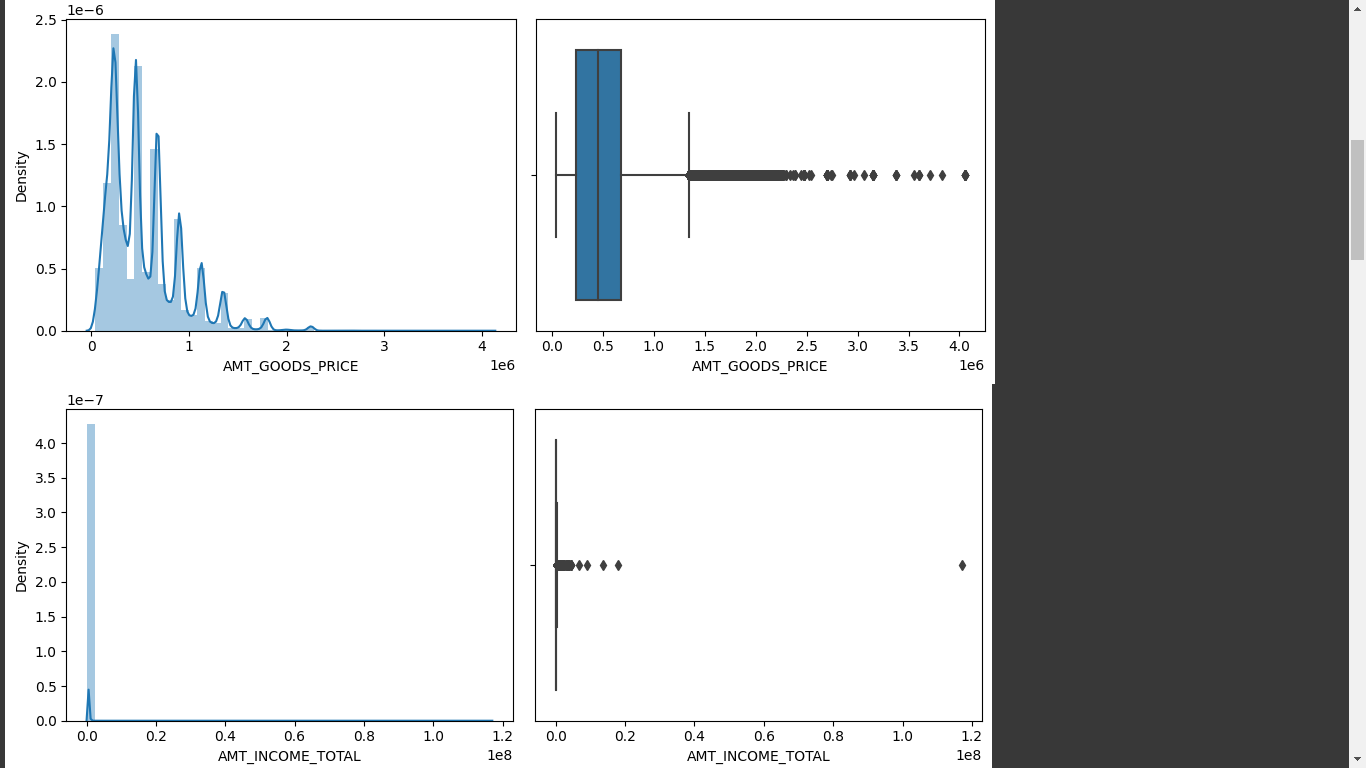 1e−6
2.5
2.0
1.5
1.0
0.5
0.0
Density
0 1 2 3 4
AMT_GOODS_PRICE
1e6
0.0 0.5 1.0 1.5 2.0 2.5 3.0 3.5 4.0
AMT_GOODS_PRICE
1e6
1e−7
4.0
3.5
3.0
2.5
2.0
1.5
1.0
0.5
0.0
Density
0.0 0.2 0.4 0.6 0.8 1.0 1.2
AMT_INCOME_TOTAL
1e8
0.0 0.2 0.4 0.6 0.8 1.0 1.2
AMT_INCOME_TOTAL
1e8